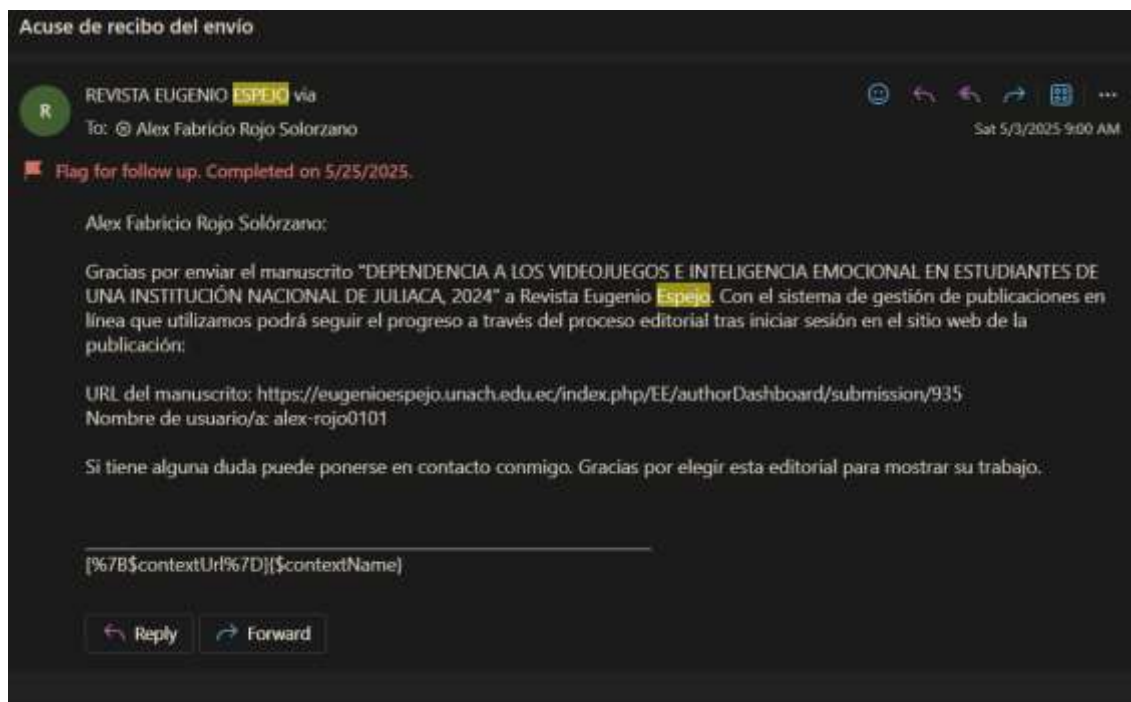 Acuse de recibo del envío
R
REVISTA EUGENIO ESPEJO via
To: Alex Fabricio Rojo Solorzano
Sat 5/3/2025 9:00 AM
Flag for follow up. Completed on 5/25/2025.
Alex Fabricio Rojo Solórzano:
Gracias por enviar el manuscrito "DEPENDENCIA A LOS VIDEOJUEGOS E INTELIGENCIA EMOCIONAL EN ESTUDIANTES DE
UNA INSTITUCIÓN NACIONAL DE JULIACA, 2024" a Revista Eugenio Espejo. Con el sistema de gestión de publicaciones en
línea que utilizamos podrá seguir el progreso a través del proceso editorial tras iniciar sesión en el sitio web de la
publicación:
URL del manuscrito: https://eugenioespejo.unach.edu.ec/index.php/EE/authorDashboard/submission/935
Nombre de usuario/a: alex-rojo0101
Si tiene alguna duda puede ponerse en contacto conmigo. Gracias por elegir esta editorial para mostrar su trabajo.
[%7B$contextUrl%7D]{$contextName}
Reply
Forward